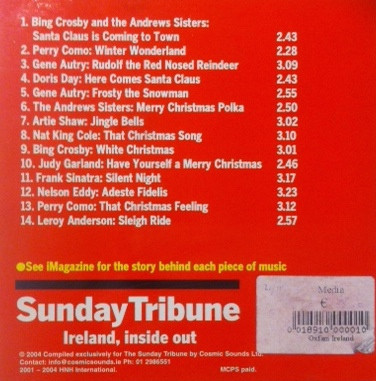 1. Bing Crosby and the Andrews Sisters:
Santa Claus is Coming to Town 2.43
2. Perry Como: Winter Wonderland 2.28
3. Gene Autry: Rudolf the Red Nosed Reindeer 3.09
4. Doris Day: Here Comes Santa Claus 2.43
5. Gene Autry: Frosty the Snowman 2.55
6. The Andrews Sisters: Merry Christmas Polka 2.50
7. Artie Shaw: Jingle Bells 3.02
8. Nat King Cole: That Christmas Song 3.10
9. Bing Crosby: White Christmas 3.01
10. Judy Garland: Have Yourself a Merry Christmas 2.46
11. Frank Sinatra: Silent Night 3.17
12. Nelson Eddy: Adeste Fidelis 3.23
13. Perry Como: That Christmas Feeling 3.12
14. Leroy Anderson: Sleigh Ride 2.57
See iMagazine for the story behind each piece of music
Sunday Tribune
Ireland, inside out
© 2004 Compiled exclusively for The Sunday Tribune by Cosmic Sounds Ltd.
Contact: info@cosmicsounds.ie Ph 01 2986551
2001 – 2004 HNH International. MCPS paid.
Media
€
0 018910 000010
Oxfam Ireland